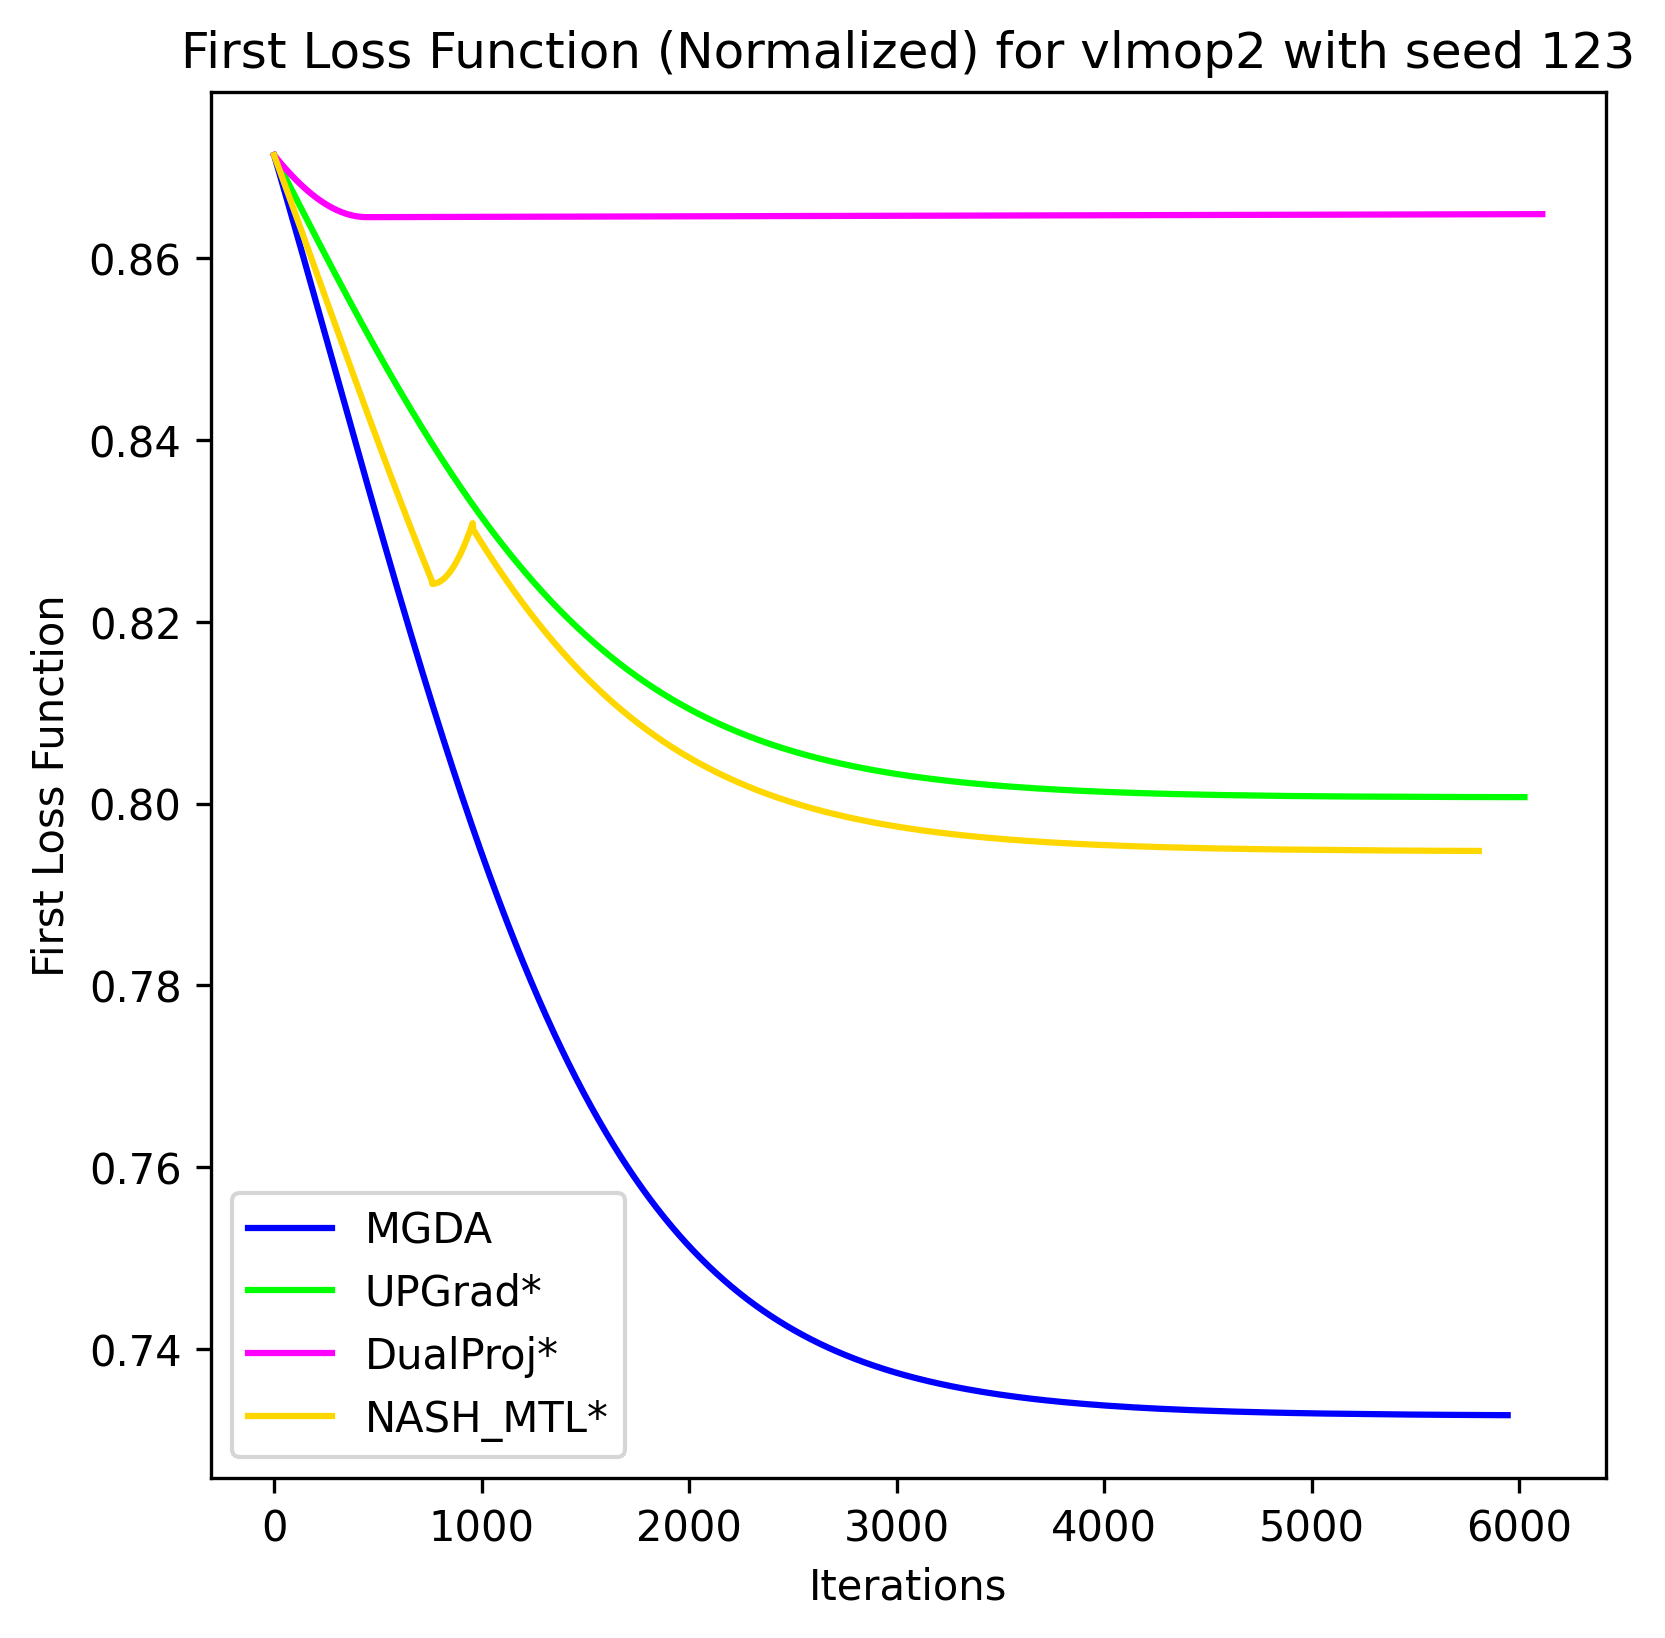 First Loss Function (Normalized) for vlmop2 with seed 123
First Loss Function
0.86
0.84
0.82
0.80
0.78
0.76
0.74
MGDA
UPGrad*
DualProj*
NASH_MTL*
0 1000 2000 3000 4000 5000 6000
Iterations